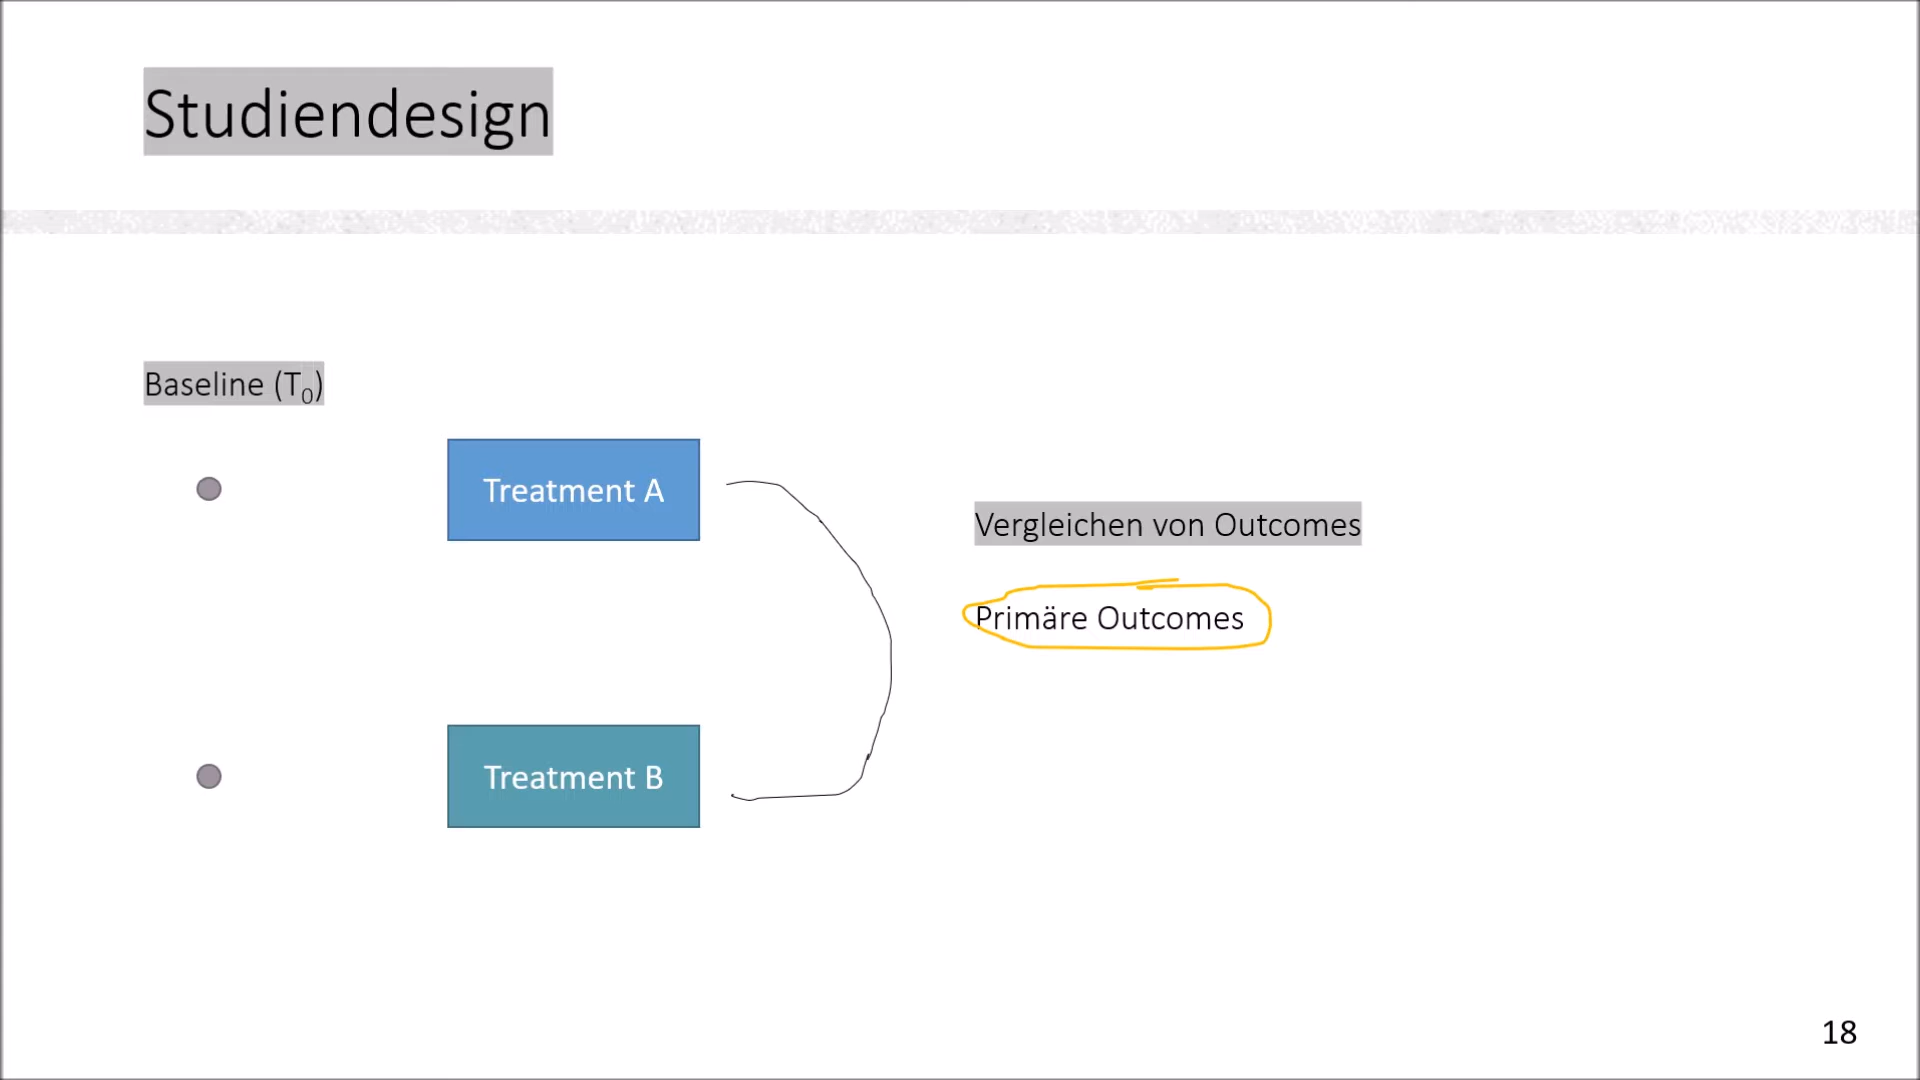 Studiendesign
Baseline (T₀)
Treatment A
Vergleichen von Outcomes
Primäre Outcomes
Treatment B
18